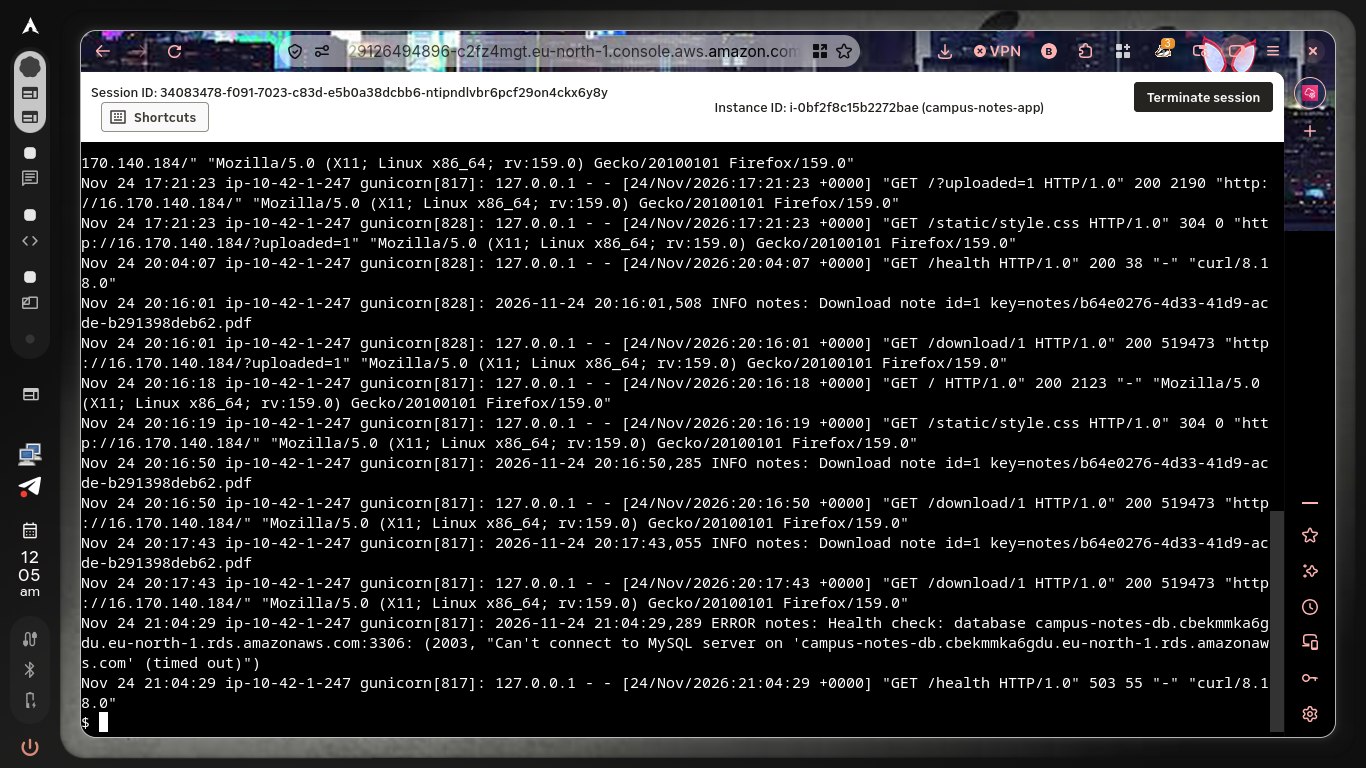 29126494896-c2fz4mgt.eu-north-1.console.aws.amazon.com
VPN
B
3
Session ID: 34083478-f091-7023-c83d-e5b0a38dcbb6-ntipndlvbr6pcf29on4ckx6y8y
Shortcuts
Instance ID: i-0bf2f8c15b2272bae (campus-notes-app)
Terminate session
170.140.184/" "Mozilla/5.0 (X11; Linux x86_64; rv:159.0) Gecko/20100101 Firefox/159.0"
Nov 24 17:21:23 ip-10-42-1-247 gunicorn[817]: 127.0.0.1 - - [24/Nov/2026:17:21:23 +0000] "GET /?uploaded=1 HTTP/1.0" 200 2190 "http:
//16.170.140.184/" "Mozilla/5.0 (X11; Linux x86_64; rv:159.0) Gecko/20100101 Firefox/159.0"
Nov 24 17:21:23 ip-10-42-1-247 gunicorn[828]: 127.0.0.1 - - [24/Nov/2026:17:21:23 +0000] "GET /static/style.css HTTP/1.0" 304 0 "htt
p://16.170.140.184/?uploaded=1" "Mozilla/5.0 (X11; Linux x86_64; rv:159.0) Gecko/20100101 Firefox/159.0"
Nov 24 20:04:07 ip-10-42-1-247 gunicorn[828]: 127.0.0.1 - - [24/Nov/2026:20:04:07 +0000] "GET /health HTTP/1.0" 200 38 "-" "curl/8.1
8.0"
Nov 24 20:16:01 ip-10-42-1-247 gunicorn[828]: 2026-11-24 20:16:01,508 INFO notes: Download note id=1 key=notes/b64e0276-4d33-41d9-ac
de-b291398deb62.pdf
Nov 24 20:16:01 ip-10-42-1-247 gunicorn[828]: 127.0.0.1 - - [24/Nov/2026:20:16:01 +0000] "GET /download/1 HTTP/1.0" 200 519473 "http
://16.170.140.184/?uploaded=1" "Mozilla/5.0 (X11; Linux x86_64; rv:159.0) Gecko/20100101 Firefox/159.0"
Nov 24 20:16:18 ip-10-42-1-247 gunicorn[817]: 127.0.0.1 - - [24/Nov/2026:20:16:18 +0000] "GET / HTTP/1.0" 200 2123 "-" "Mozilla/5.0
(X11; Linux x86_64; rv:159.0) Gecko/20100101 Firefox/159.0"
Nov 24 20:16:19 ip-10-42-1-247 gunicorn[817]: 127.0.0.1 - - [24/Nov/2026:20:16:19 +0000] "GET /static/style.css HTTP/1.0" 304 0 "htt
p://16.170.140.184/" "Mozilla/5.0 (X11; Linux x86_64; rv:159.0) Gecko/20100101 Firefox/159.0"
Nov 24 20:16:50 ip-10-42-1-247 gunicorn[817]: 2026-11-24 20:16:50,285 INFO notes: Download note id=1 key=notes/b64e0276-4d33-41d9-ac
de-b291398deb62.pdf
Nov 24 20:16:50 ip-10-42-1-247 gunicorn[817]: 127.0.0.1 - - [24/Nov/2026:20:16:50 +0000] "GET /download/1 HTTP/1.0" 200 519473 "http
://16.170.140.184/" "Mozilla/5.0 (X11; Linux x86_64; rv:159.0) Gecko/20100101 Firefox/159.0"
Nov 24 20:17:43 ip-10-42-1-247 gunicorn[817]: 2026-11-24 20:17:43,055 INFO notes: Download note id=1 key=notes/b64e0276-4d33-41d9-ac
de-b291398deb62.pdf
Nov 24 20:17:43 ip-10-42-1-247 gunicorn[817]: 127.0.0.1 - - [24/Nov/2026:20:17:43 +0000] "GET /download/1 HTTP/1.0" 200 519473 "http
://16.170.140.184/" "Mozilla/5.0 (X11; Linux x86_64; rv:159.0) Gecko/20100101 Firefox/159.0"
Nov 24 21:04:29 ip-10-42-1-247 gunicorn[817]: 2026-11-24 21:04:29,289 ERROR notes: Health check: database campus-notes-db.cbekmmka6g
du.eu-north-1.rds.amazonaws.com:3306: (2003, "Can't connect to MySQL server on 'campus-notes-db.cbekmmka6gdu.eu-north-1.rds.amazonaw
s.com' (timed out)")
Nov 24 21:04:29 ip-10-42-1-247 gunicorn[817]: 127.0.0.1 - - [24/Nov/2026:21:04:29 +0000] "GET /health HTTP/1.0" 503 55 "-" "curl/8.1
8.0"
$
12
05
am